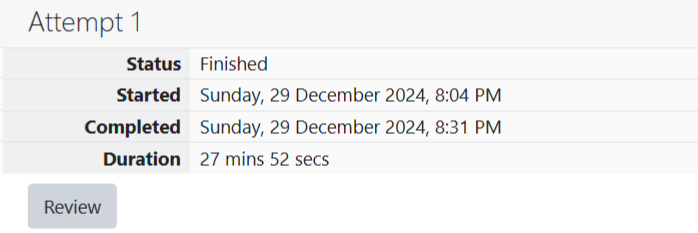 Attempt 1
Status Finished
Started Sunday, 29 December 2024, 8:04 PM
Completed Sunday, 29 December 2024, 8:31 PM
Duration 27 mins 52 secs
Review